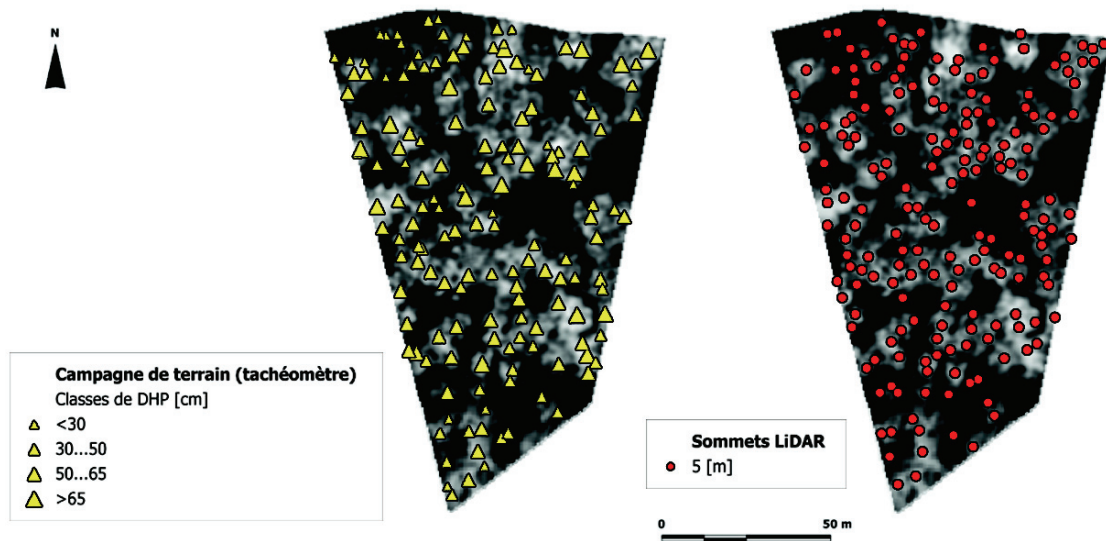 N
Campagne de terrain (tachéomètre)
Classes de DHP [cm]
<30
30...50
50...65
>65
Sommets LiDAR
5 [m]
0 50 m